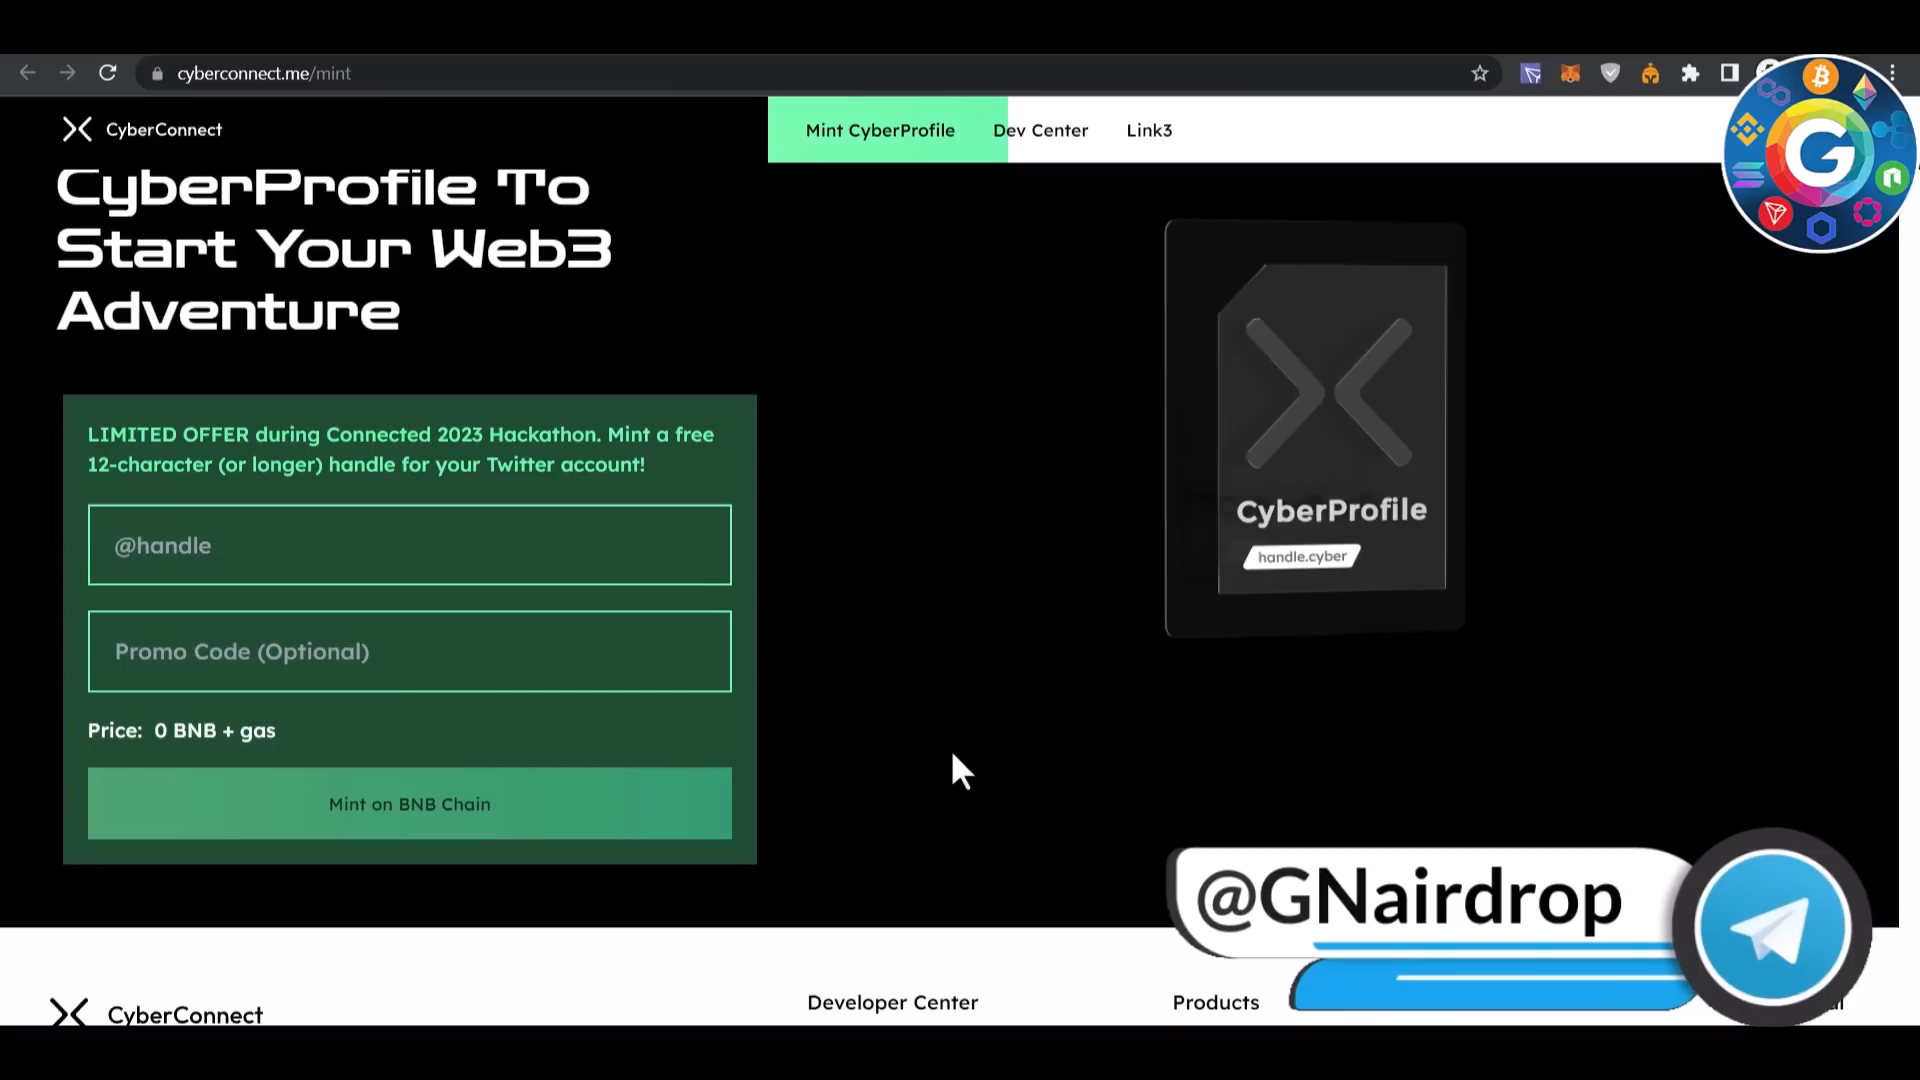 cyberconnect.me/mint
CyberConnect
Mint CyberProfile
Dev Center
Link3
CyberProfile To
Start Your Web3
Adventure
LIMITED OFFER during Connected 2023 Hackathon. Mint a free
12-character (or longer) handle for your Twitter account!
@handle
Promo Code (Optional)
Price: 0 BNB + gas
Mint on BNB Chain
CyberProfile
handle.cyber
G
@GNairdrop
CyberConnect
Developer Center
Products